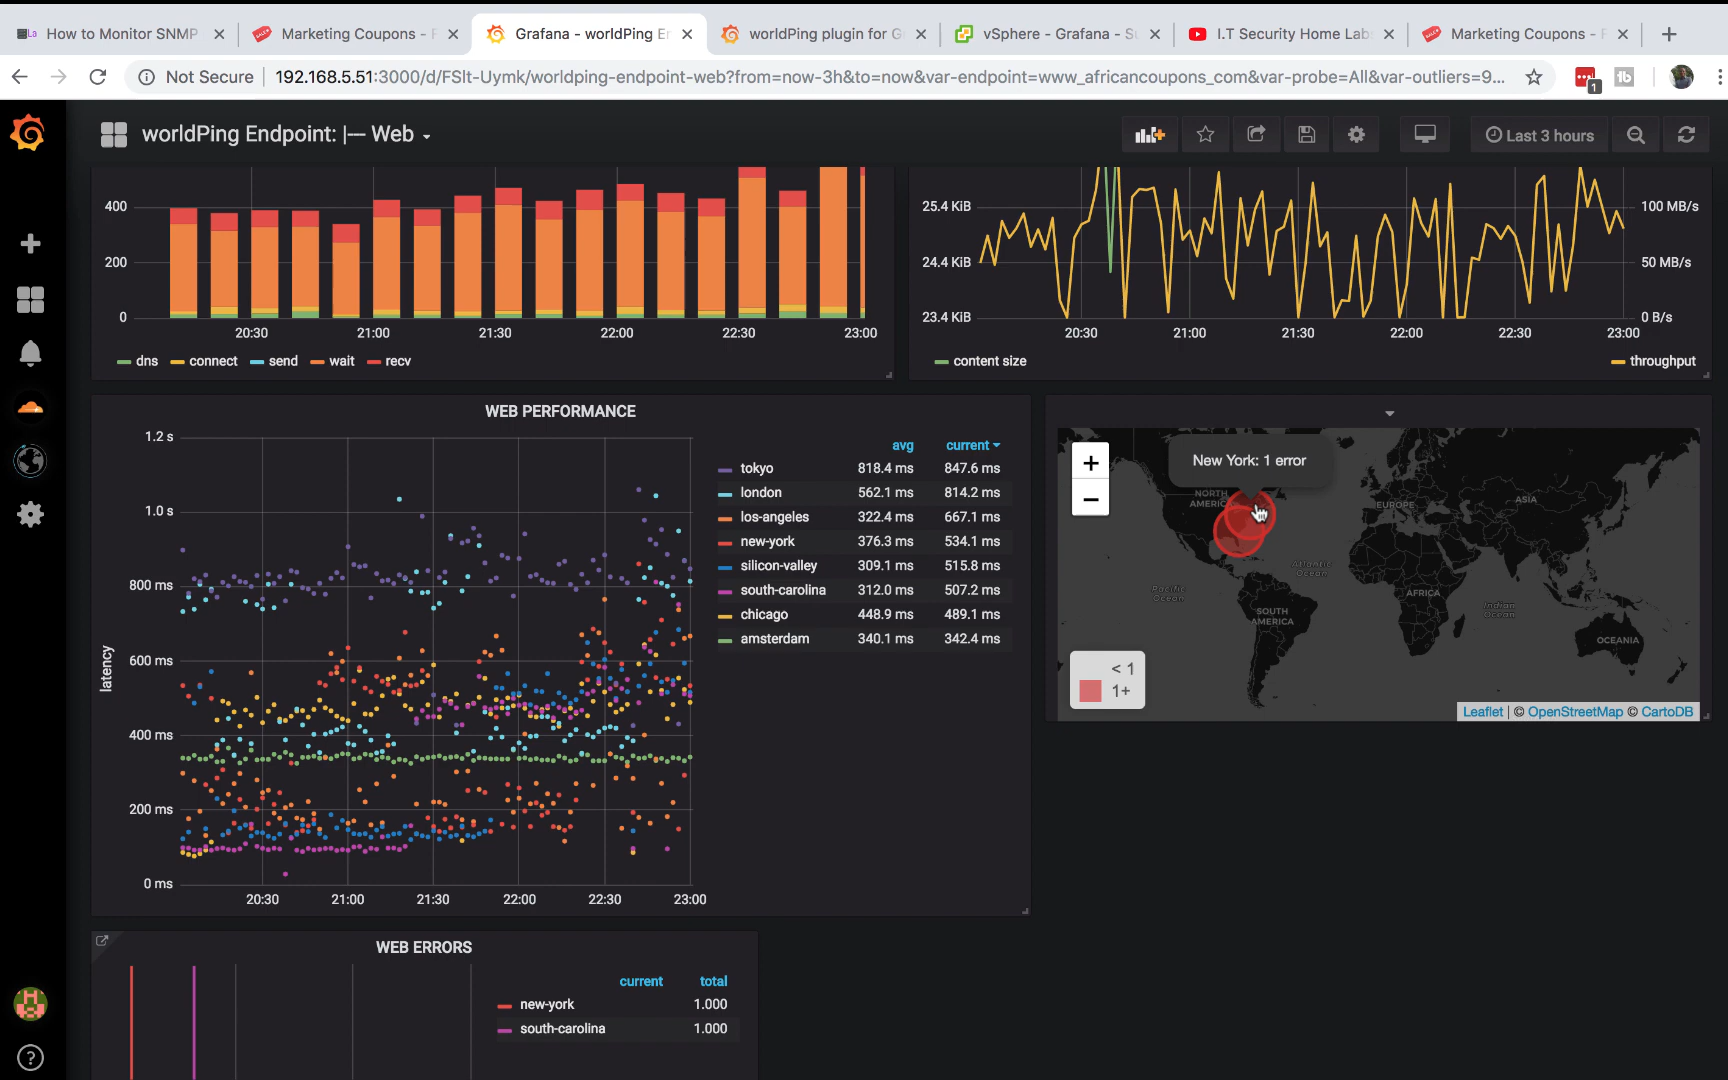 La How to Monitor SNMP
Marketing Coupons - F
Grafana - worldPing E
worldPing plugin for G
vSphere - Grafana - S
I.T Security Home Lab
Marketing Coupons - F
Not Secure 192.168.5.51:3000/d/FSlt-Uymk/worldping-endpoint-web?from=now-3h&to=now&var-endpoint=www_africancoupons_com&var-probe=All&var-outliers=9...
1
worldPing Endpoint: |— Web
Last 3 hours
400
200
0
20:30 21:00 21:30 22:00 22:30 23:00
dns connect send wait recv
25.4 KiB
24.4 KiB
23.4 KiB
100 MB/s
50 MB/s
0 B/s
20:30 21:00 21:30 22:00 22:30 23:00
content size throughput
WEB PERFORMANCE
1.2 s
1.0 s
800 ms
600 ms
400 ms
200 ms
0 ms
latency
20:30 21:00 21:30 22:00 22:30 23:00
avg current
tokyo 818.4 ms 847.6 ms
london 562.1 ms 814.2 ms
los-angeles 322.4 ms 667.1 ms
new-york 376.3 ms 534.1 ms
silicon-valley 309.1 ms 515.8 ms
south-carolina 312.0 ms 507.2 ms
chicago 448.9 ms 489.1 ms
amsterdam 340.1 ms 342.4 ms
+
−
New York: 1 error
NORTH
AMERICA
EUROPE
ASIA
Atlantic
Ocean
Pacific
Ocean
AFRICA
Indian
Ocean
SOUTH
AMERICA
OCEANIA
< 1
1+
Leaflet | © OpenStreetMap © CartoDB
WEB ERRORS
current total
new-york 1.000
south-carolina 1.000
?